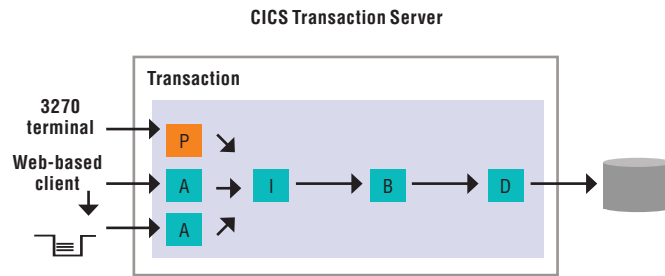 CICS Transaction Server
Transaction
3270
terminal
P
Web-based
client
A
I
B
D
A